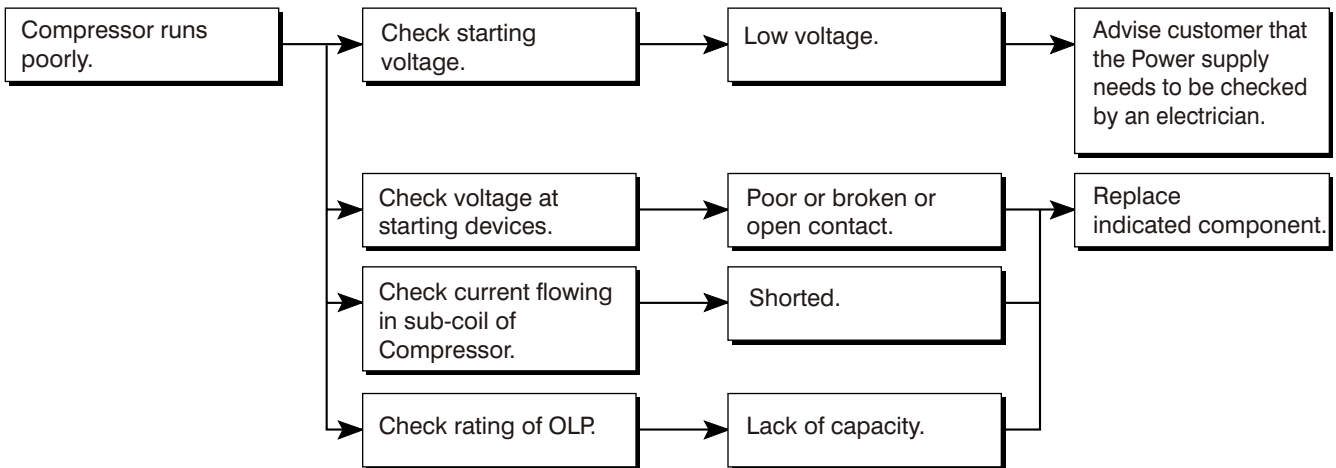 Compressor runs
poorly.
Check starting
voltage.
Low voltage.
Advise customer that
the Power supply
needs to be checked
by an electrician.
Check voltage at
starting devices.
Poor or broken or
open contact.
Replace
indicated component.
Check current flowing
in sub-coil of
Compressor.
Shorted.
Check rating of OLP.
Lack of capacity.